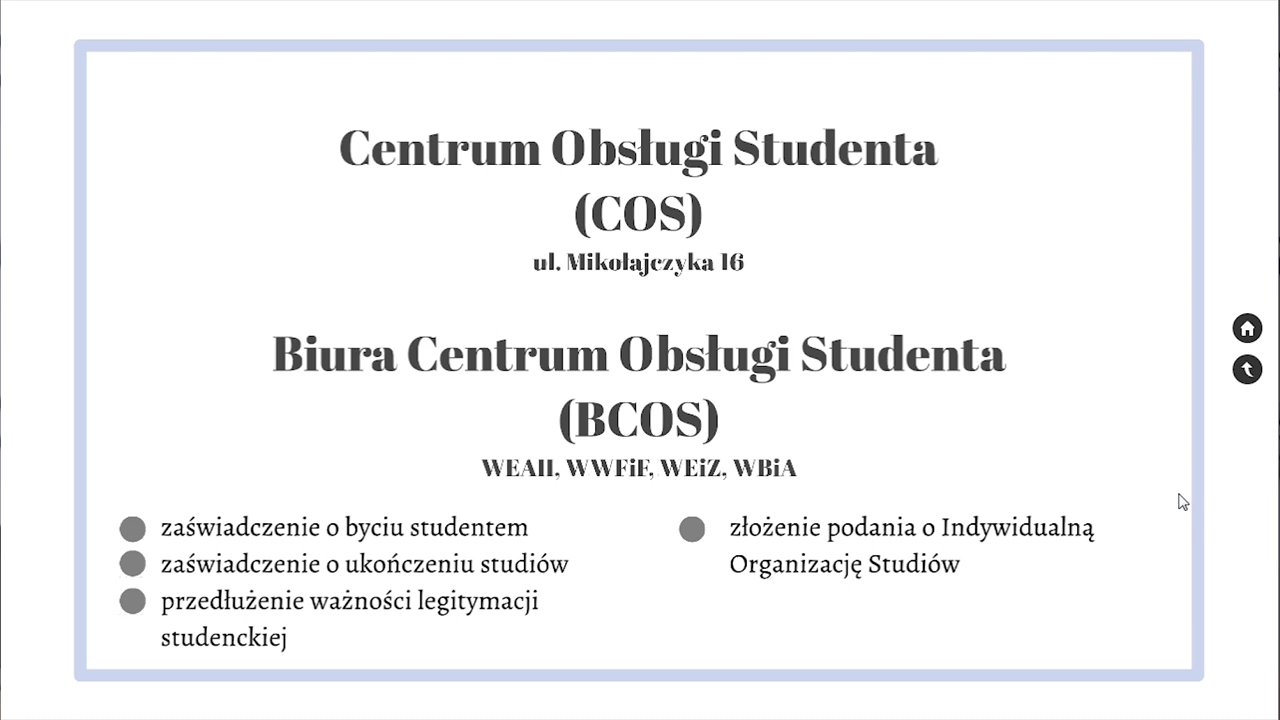 Centrum Obsługi Studenta
(COS)
ul. Mikołajczyka 16
Biura Centrum Obsługi Studenta
(BCOS)
WEAII, WWFiF, WEiZ, WBiA
zaświadczenie o byciu studentem
zaświadczenie o ukończeniu studiów
przedłużenie ważności legitymacji
studenckiej
złożenie podania o Indywidualną
Organizację Studiów